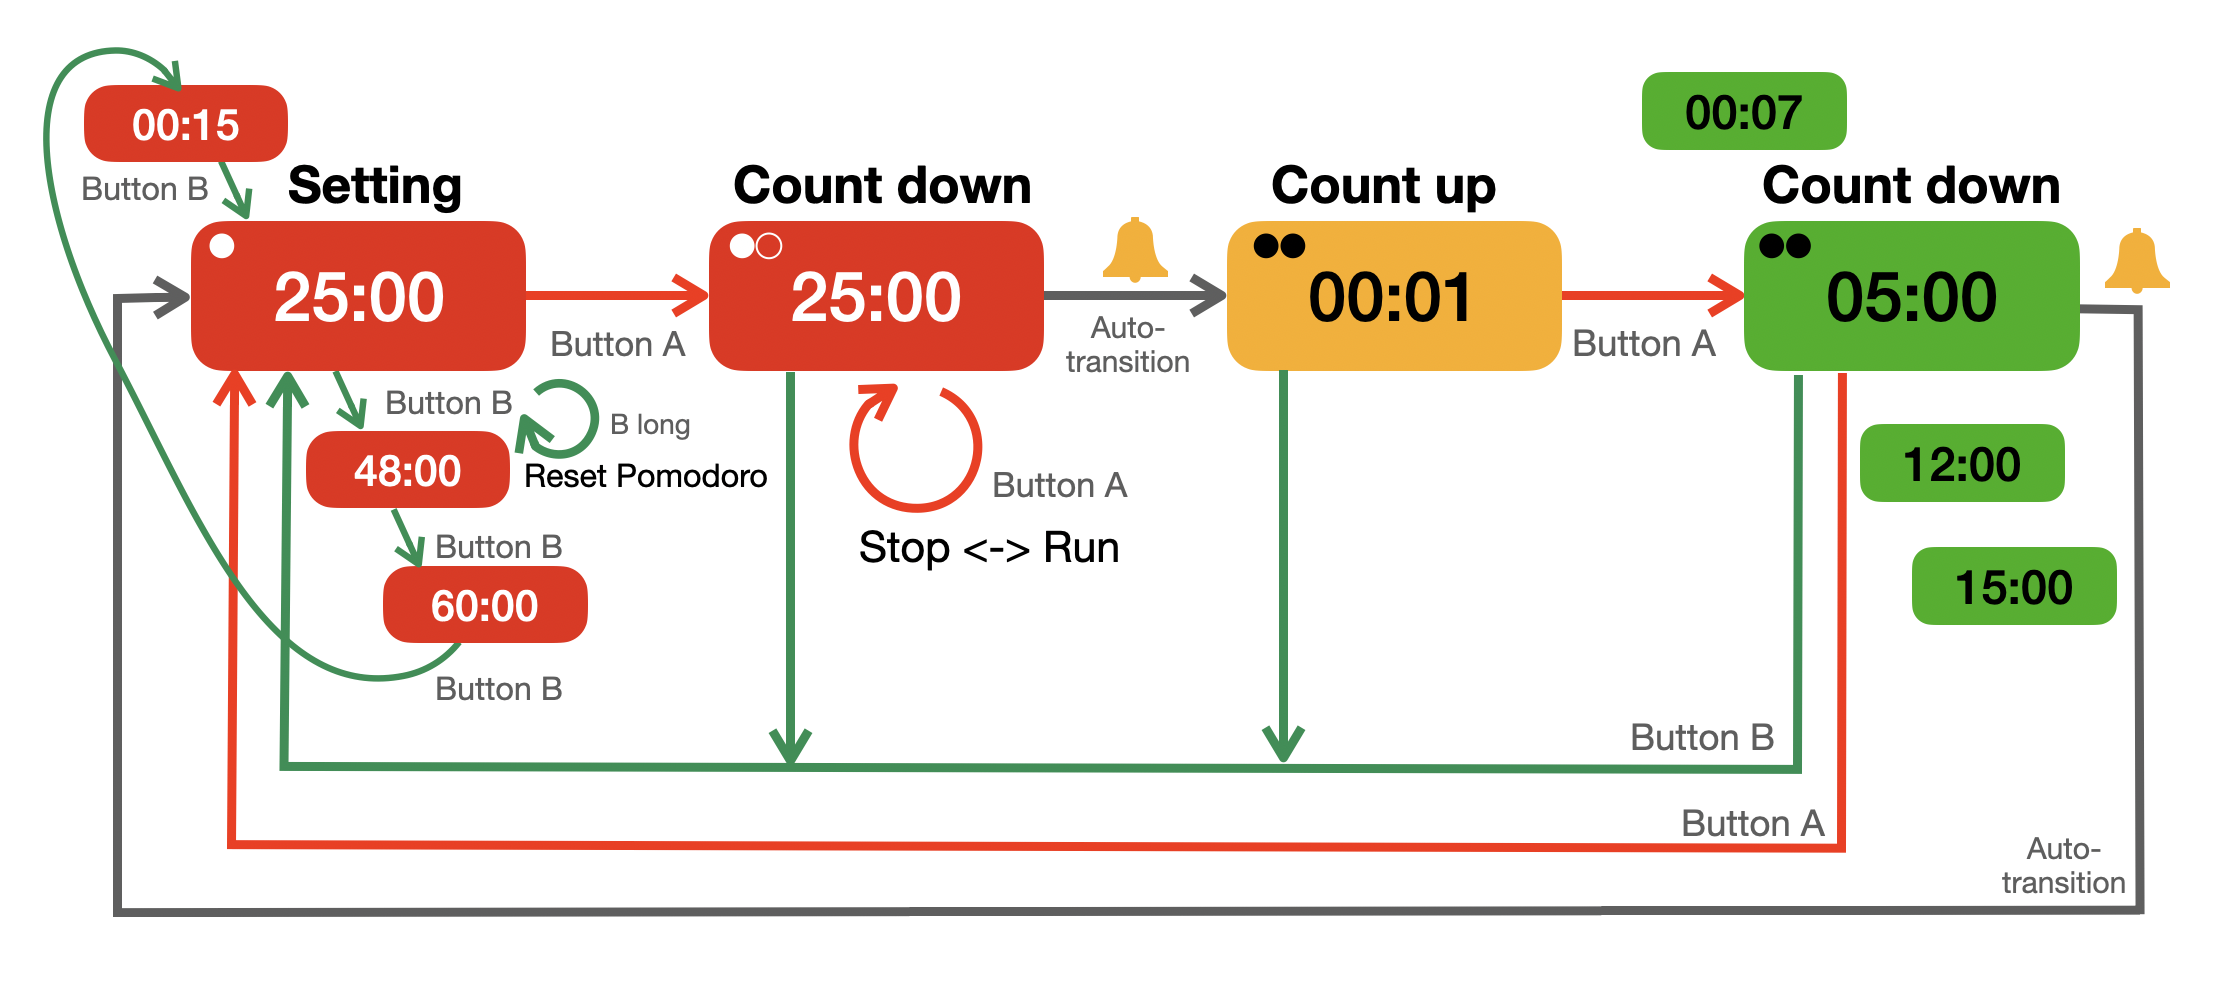 00:15
Button B
Setting
25:00
Button A
Button B
B long
Reset Pomodoro
48:00
Button B
60:00
Button B
Count down
25:00
Button A
Stop <-> Run
Auto-
transition
Count up
00:01
Button A
00:07
Count down
05:00
12:00
15:00
Button B
Button A
Auto-
transition